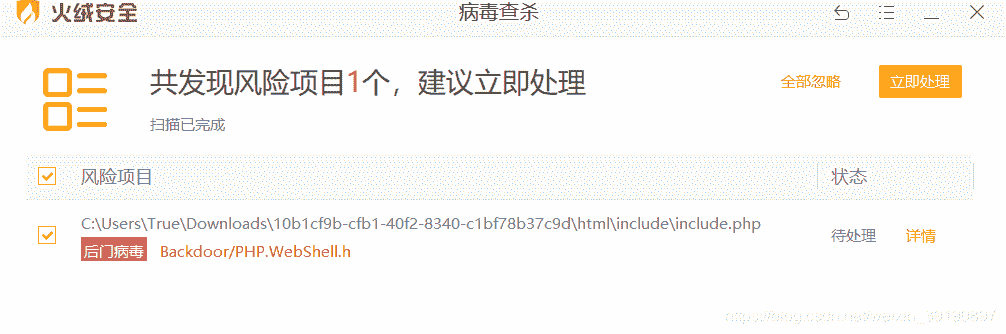 火绒安全
病毒查杀
共发现风险项目1个，建议立即处理
全部忽略
立即处理
扫描已完成
风险项目
状态
C:\Users\True\Downloads\10b1cf9b-cfb1-40f2-8340-c1bf78b37c9d\html\include\include.php
后门病毒 Backdoor/PHP.WebShell.h
待处理
详情